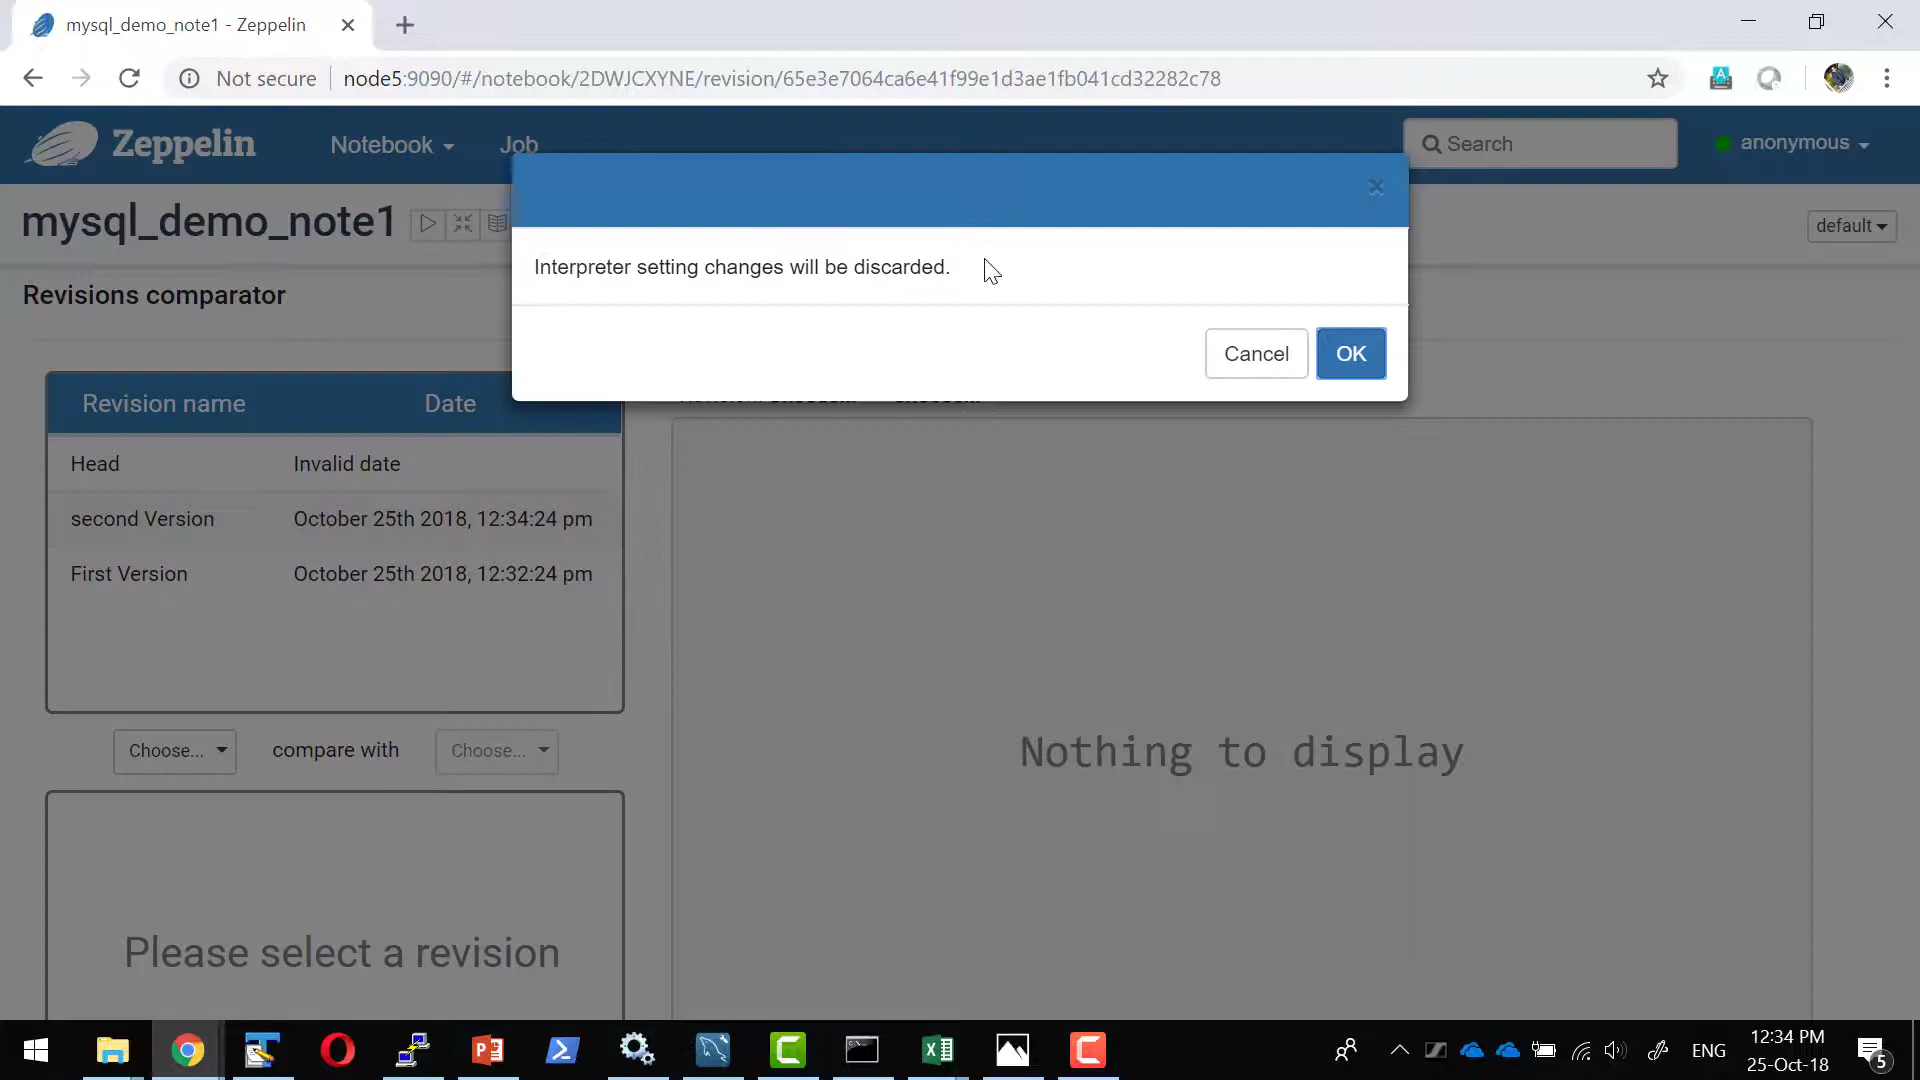 mysql_demo_note1 - Zeppelin
Not secure
node5:9090/#/notebook/2DWJCXYNE/revision/65e3e7064ca6e41f99e1d3ae1fb041cd32282c78
Zeppelin
Notebook
Job
Search
anonymous
mysql_demo_note1
default
Interpreter setting changes will be discarded.
Cancel
OK
Revisions comparator
Revision name
Date
Head
Invalid date
second Version
October 25th 2018, 12:34:24 pm
First Version
October 25th 2018, 12:32:24 pm
Choose...
compare with
Choose...
Nothing to display
Please select a revision
ENG
12:34 PM
25-Oct-18
5